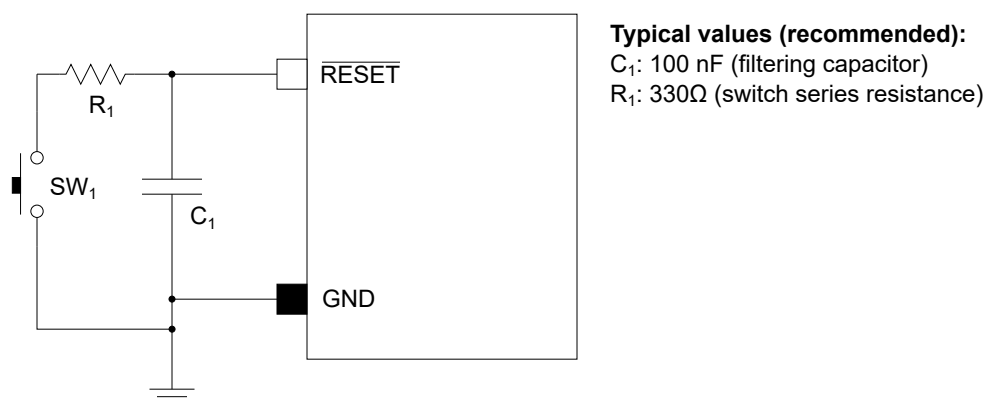 Typical values (recommended):
C₁: 100 nF (filtering capacitor)
R₁: 330Ω (switch series resistance)
RESET
R₁
SW₁
C₁
GND